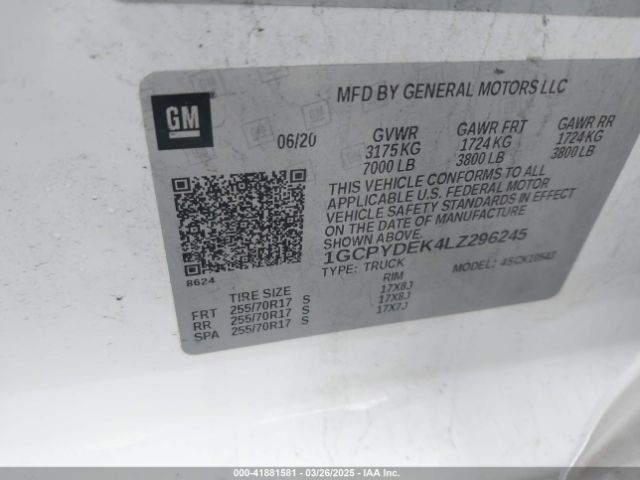 MFD BY GENERAL MOTORS LLC
GM
06/20 GVWR GAWR FRT GAWR RR
3175 KG 1724 KG 1724 KG
7000 LB 3800 LB 3800 LB
THIS VEHICLE CONFORMS TO ALL
APPLICABLE U.S. FEDERAL MOTOR
VEHICLE SAFETY STANDARDS IN EFFECT
ON THE DATE OF MANUFACTURE
SHOWN ABOVE.
1GCPYDEK4LZ296245
TYPE: TRUCK MODEL:
8624
TIRE SIZE RIM
FRT 255/70R17 S 17X8J
RR 255/70R17 S 17X8J
SPA 255/70R17 S 17X7J
000-41881581 | 03/26/2025 | IAA Inc.